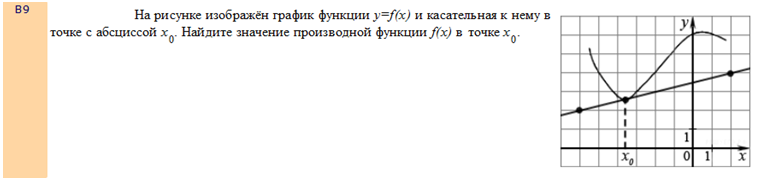 B9
На рисунке изображён график функции y=f(x) и касательная к нему в
точке с абсциссой x₀. Найдите значение производной функции f(x) в точке x₀.
y
1
x₀
0
1
x